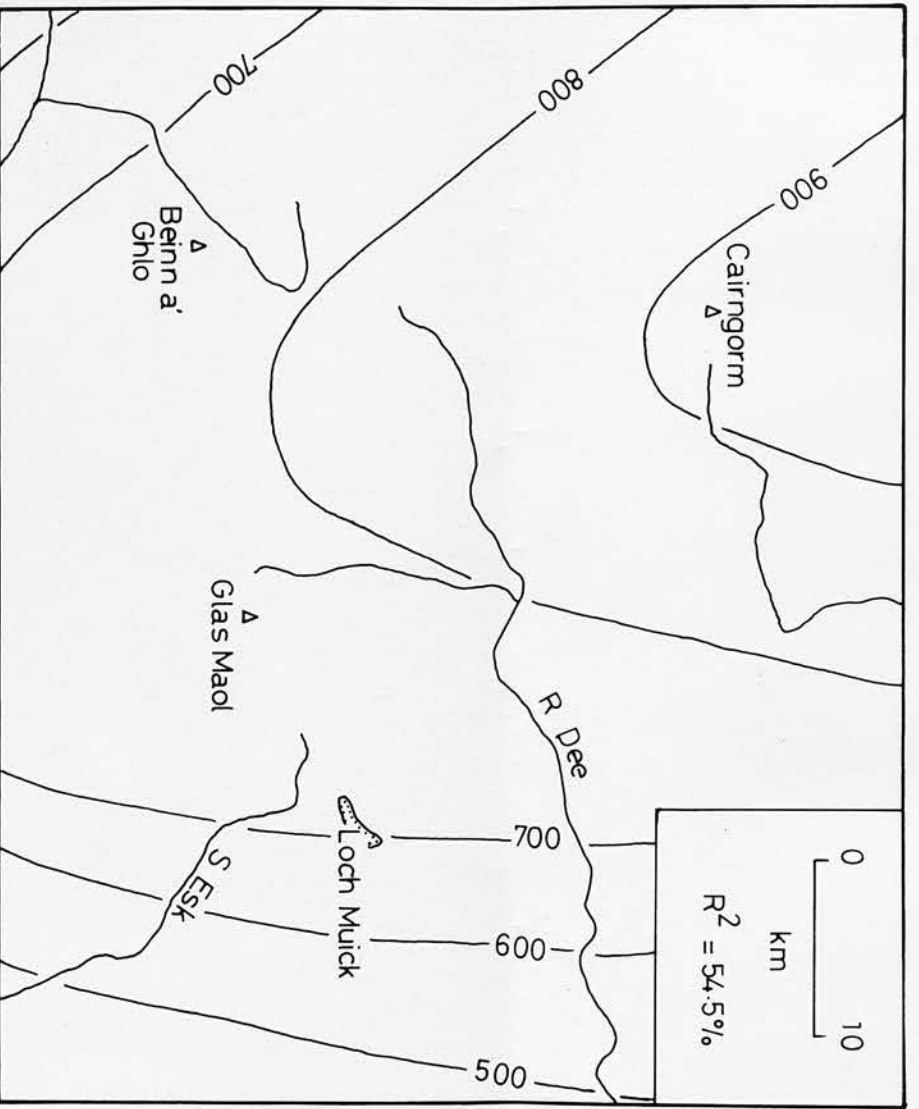 0 10
km
R² = 54.5%
900
Cairngorm
800
R Dee
700
600
500
Loch Muick
700
Glas Maol
S Esk
Beinn a'
Ghlo